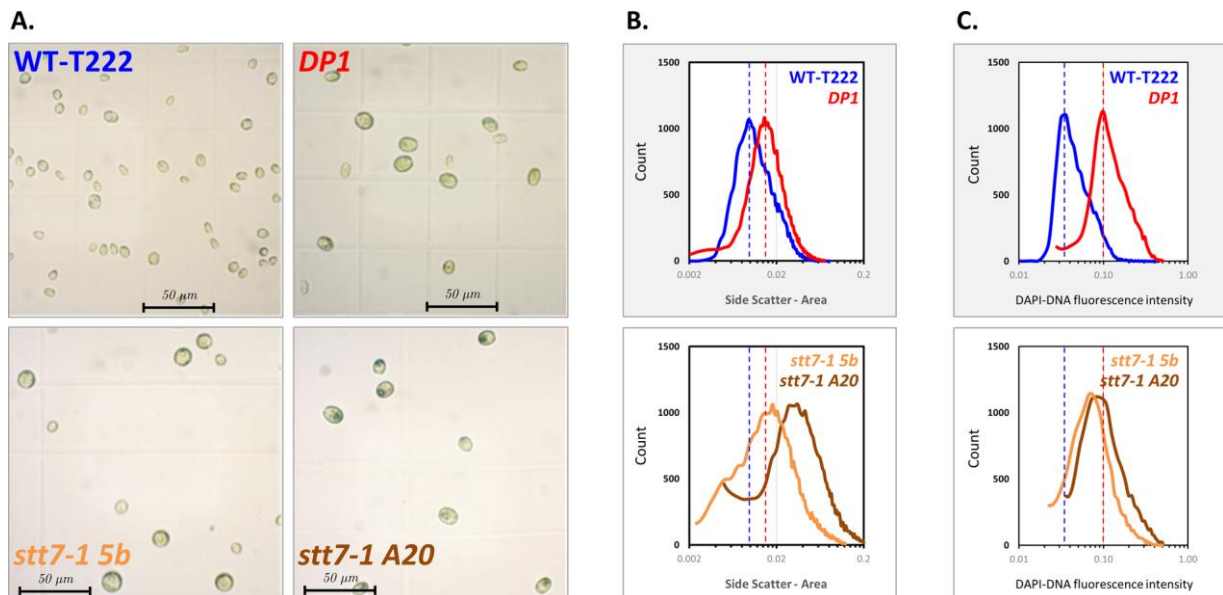 A.
B.
C.
WT-T222
DP1
50 μm
50 μm
stt7-1 5b
stt7-1 A20
50 μm
50 μm
1500
1000
500
0
Count
WT-T222
DP1
0.002
0.02
0.2
Side Scatter - Area
1500
1000
500
0
Count
WT-T222
DP1
0.01
0.10
1.00
DAPI-DNA fluorescence intensity
1500
1000
500
0
Count
stt7-1 5b
stt7-1 A20
0.002
0.02
0.2
Side Scatter - Area
1500
1000
500
0
Count
stt7-1 5b
stt7-1 A20
0.01
0.10
1.00
DAPI-DNA fluorescence intensity